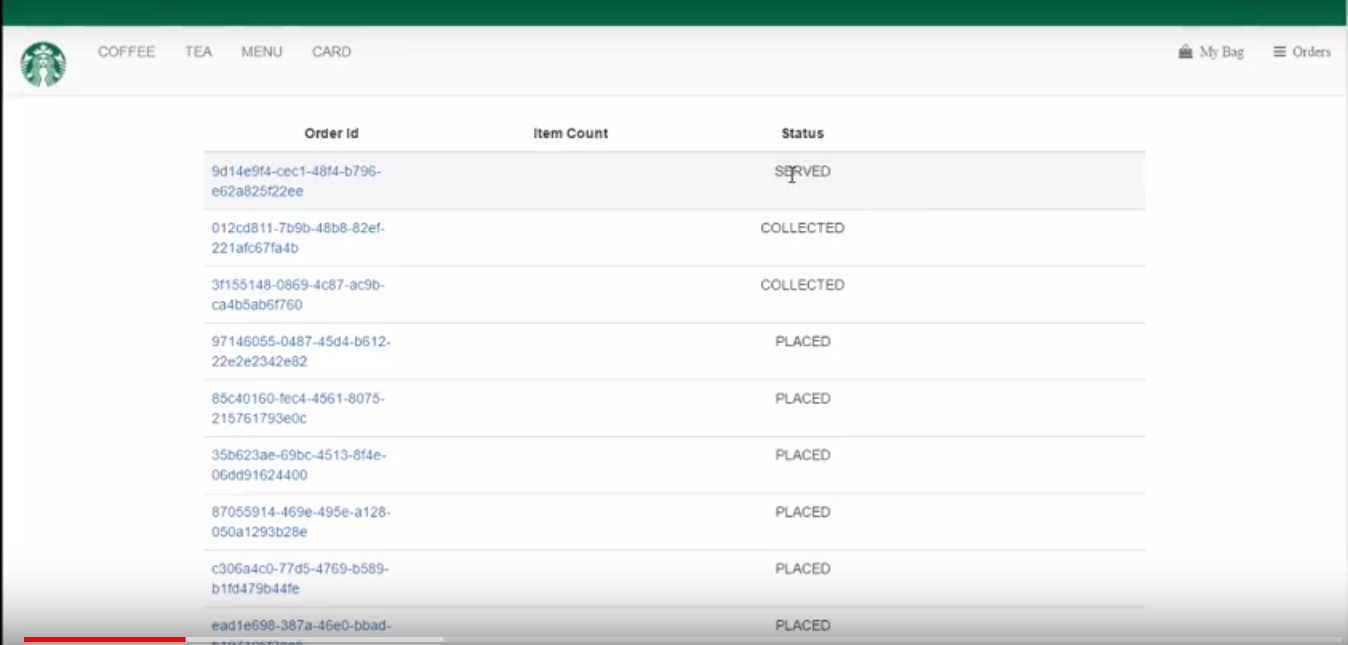 COFFEE TEA MENU CARD My Bag Orders
Order Id Item Count Status
9d14e9f4-cec1-48f4-b796- SERVED
e62a825f22ee
012cd811-7b9b-48b8-82ef- COLLECTED
221afc67fa4b
3f155148-0869-4c87-ac9b- COLLECTED
ca4b5ab6f760
97146055-0487-45d4-b612- PLACED
22e2e2342e82
85c40160-fec4-4561-8075- PLACED
215761793e0c
35b623ae-69bc-4513-8f4e- PLACED
06dd91624400
87055914-469e-495e-a128- PLACED
050a1293b28e
c306a4c0-77d5-4769-b589- PLACED
b1fd479b44fe
ead1e698-387a-46e0-bbad- PLACED